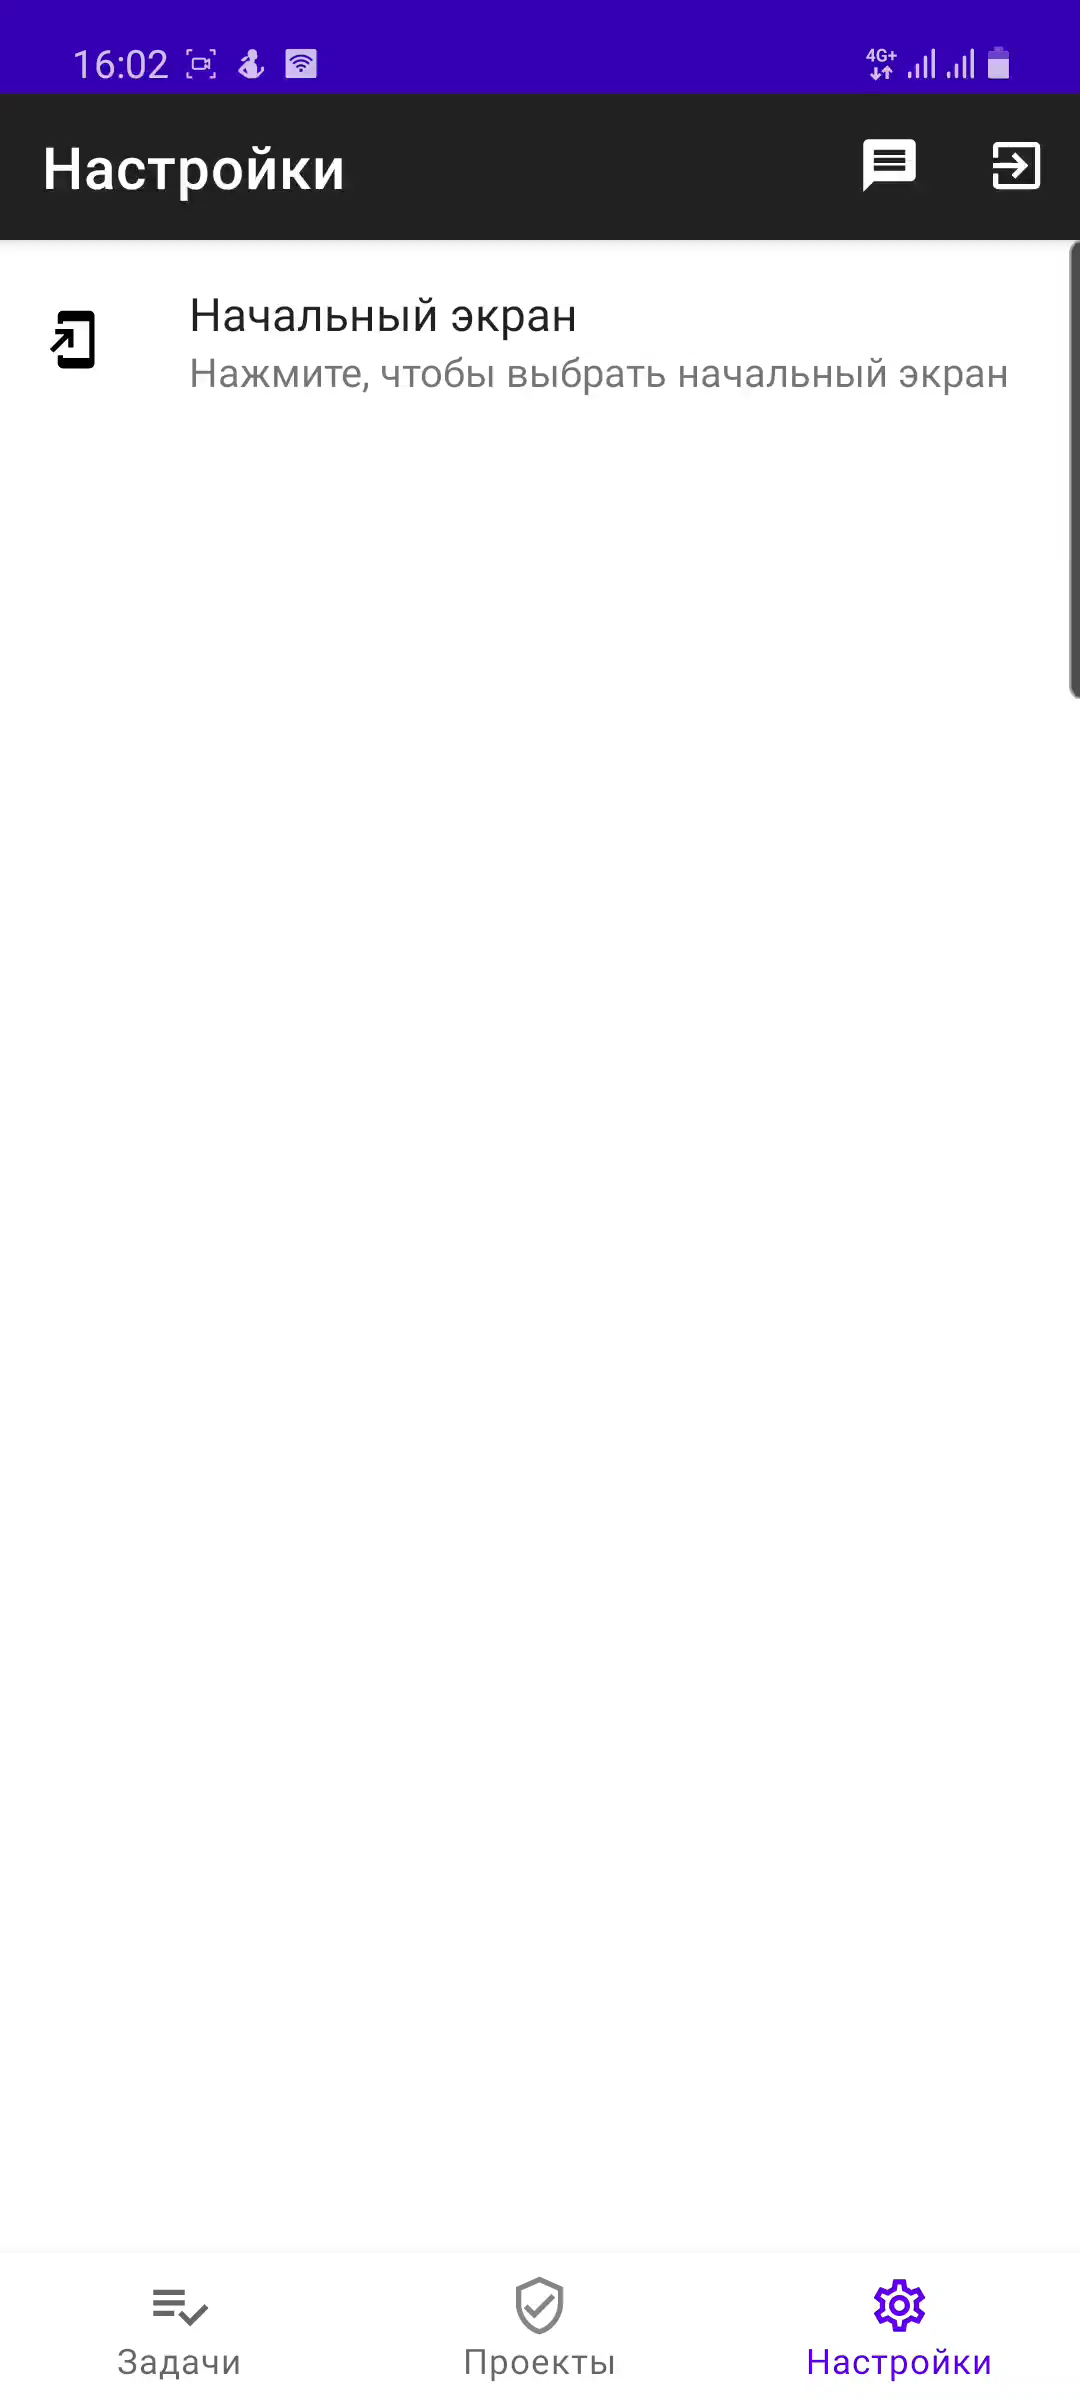 16:02
4G+
Настройки
Начальный экран
Нажмите, чтобы выбрать начальный экран
Задачи
Проекты
Настройки